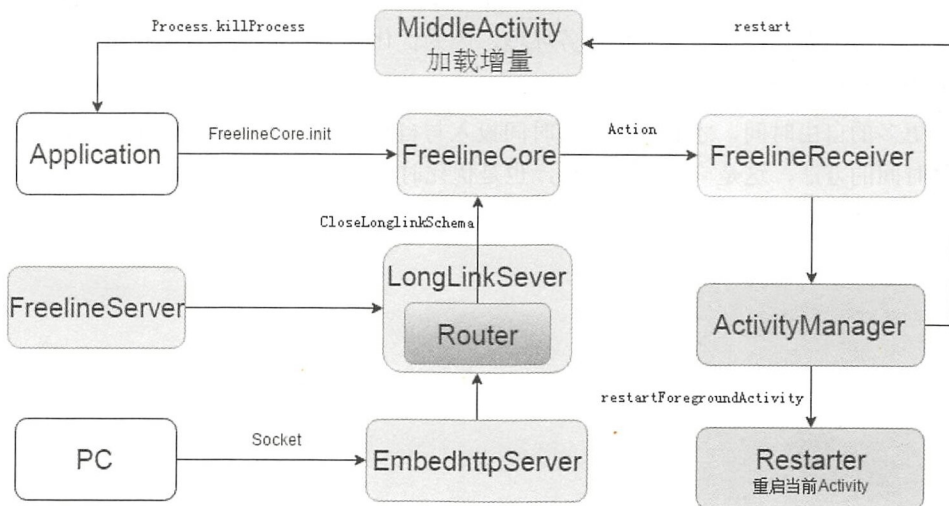 Process.killProcess
MiddleActivity
加载增量
restart
Application
FreelineCore.init
FreelineCore
Action
FreelineReceiver
CloseLonglinkSchema
FreelineServer
LongLinkSever
Router
ActivityManager
restartForegroundActivity
PC
Socket
EmbedhttpServer
Restarter
重启当前Activity